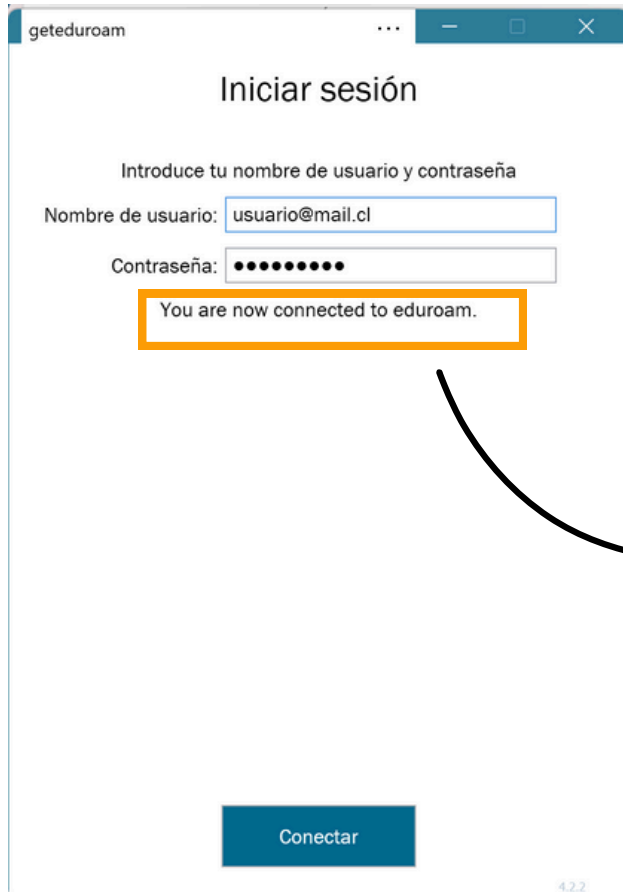 geteduroam
Iniciar sesión
Introduce tu nombre de usuario y contraseña
Nombre de usuario: usuario@mail.cl
Contraseña: ●●●●●●●●●
You are now connected to eduroam.
Conectar
4.2.2